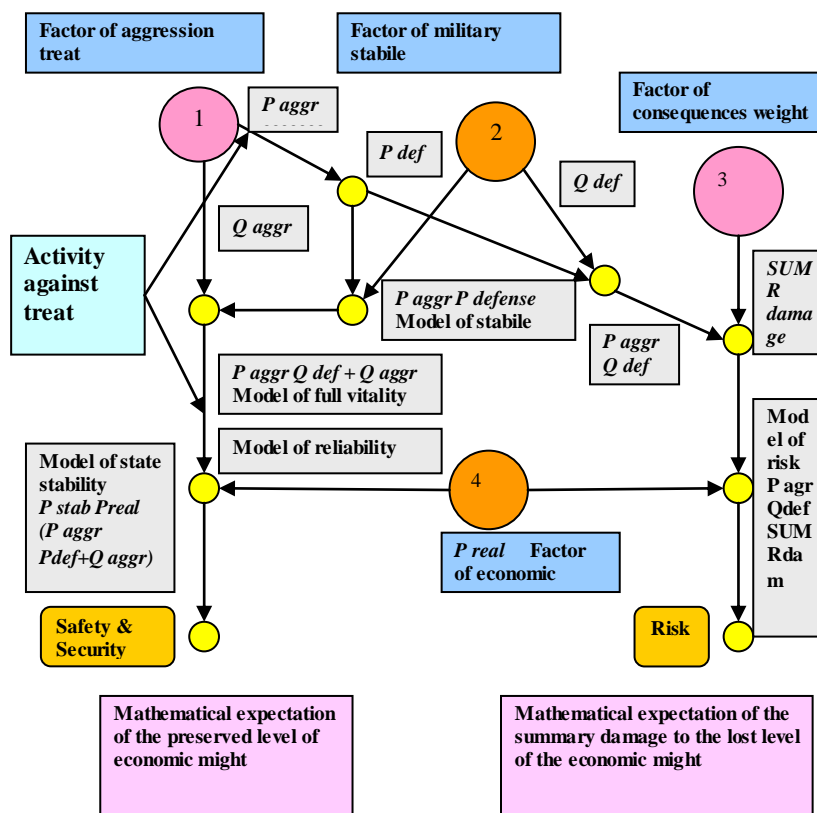 Factor of aggression
treat
Factor of military
stabile
Factor of
consequences weight
1
P aggr
2
P def
Q def
3
Q aggr
Activity
against
treat
P aggr P defense
Model of stabile
P aggr
Q def
SUM
R
dama
ge
P aggr Q def + Q aggr
Model of full vitality
Model of reliability
Model of state
stability
P stab Preal
(P aggr
Pdef+Q aggr)
4
P real Factor
of economic
Mod
el of
risk
P agr
Qdef
SUM
Rda
m
Safety &
Security
Risk
Mathematical expectation
of the preserved level of
economic might
Mathematical expectation of the
summary damage to the lost level
of the economic might